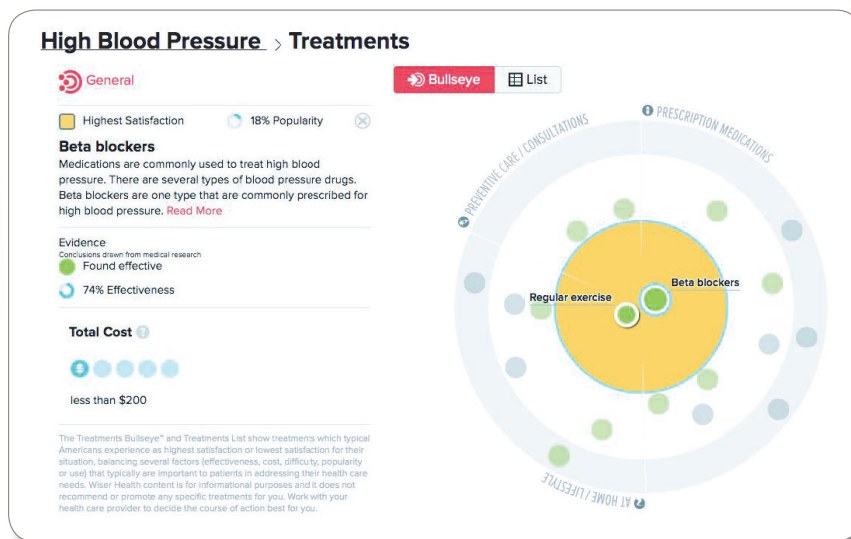 High Blood Pressure > Treatments
General
Bullseye
List
Highest Satisfaction
18% Popularity
Beta blockers
Medications are commonly used to treat high blood
pressure. There are several types of blood pressure drugs.
Beta blockers are one type that are commonly prescribed for
high blood pressure. Read More
Evidence
Conclusions drawn from medical research
Found effective
74% Effectiveness
Total Cost ?
$
less than $200
The Treatments Bullseye™ and Treatments List show treatments which typical
Americans experience as highest satisfaction or lowest satisfaction for their
situation, balancing several factors (effectiveness, cost, difficulty, popularity
or use) that typically are important to patients in addressing their health care
needs. Wiser Health content is for informational purposes and it does not
recommend or promote any specific treatments for you. Work with your
health care provider to decide the course of action best for you.
PREVENTIVE CARE / CONSULTATIONS
PRESCRIPTION MEDICATIONS
Beta blockers
Regular exercise
AT HOME / LIFESTYLE